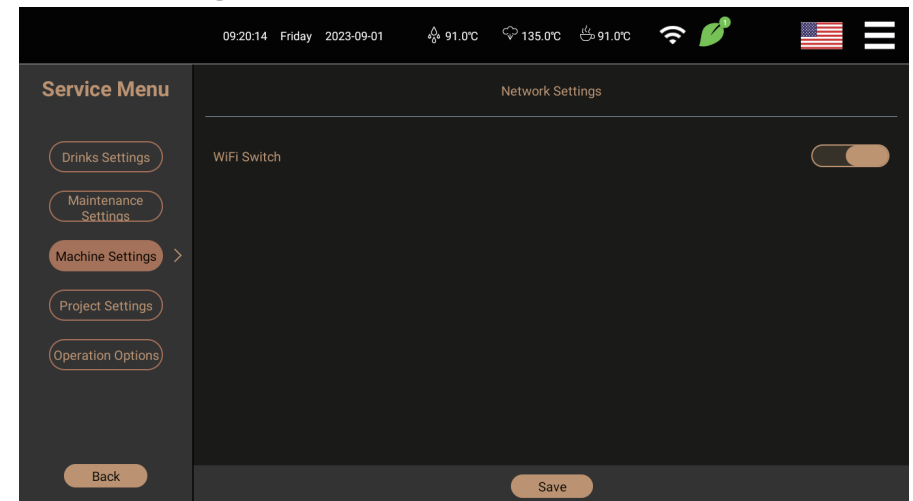 09:20:14 Friday 2023-09-01 91.0℃ 135.0℃ 91.0℃ 1
Service Menu
Network Settings
Drinks Settings
WiFi Switch
Maintenance
Settings
Machine Settings >
Project Settings
Operation Options
Back
Save